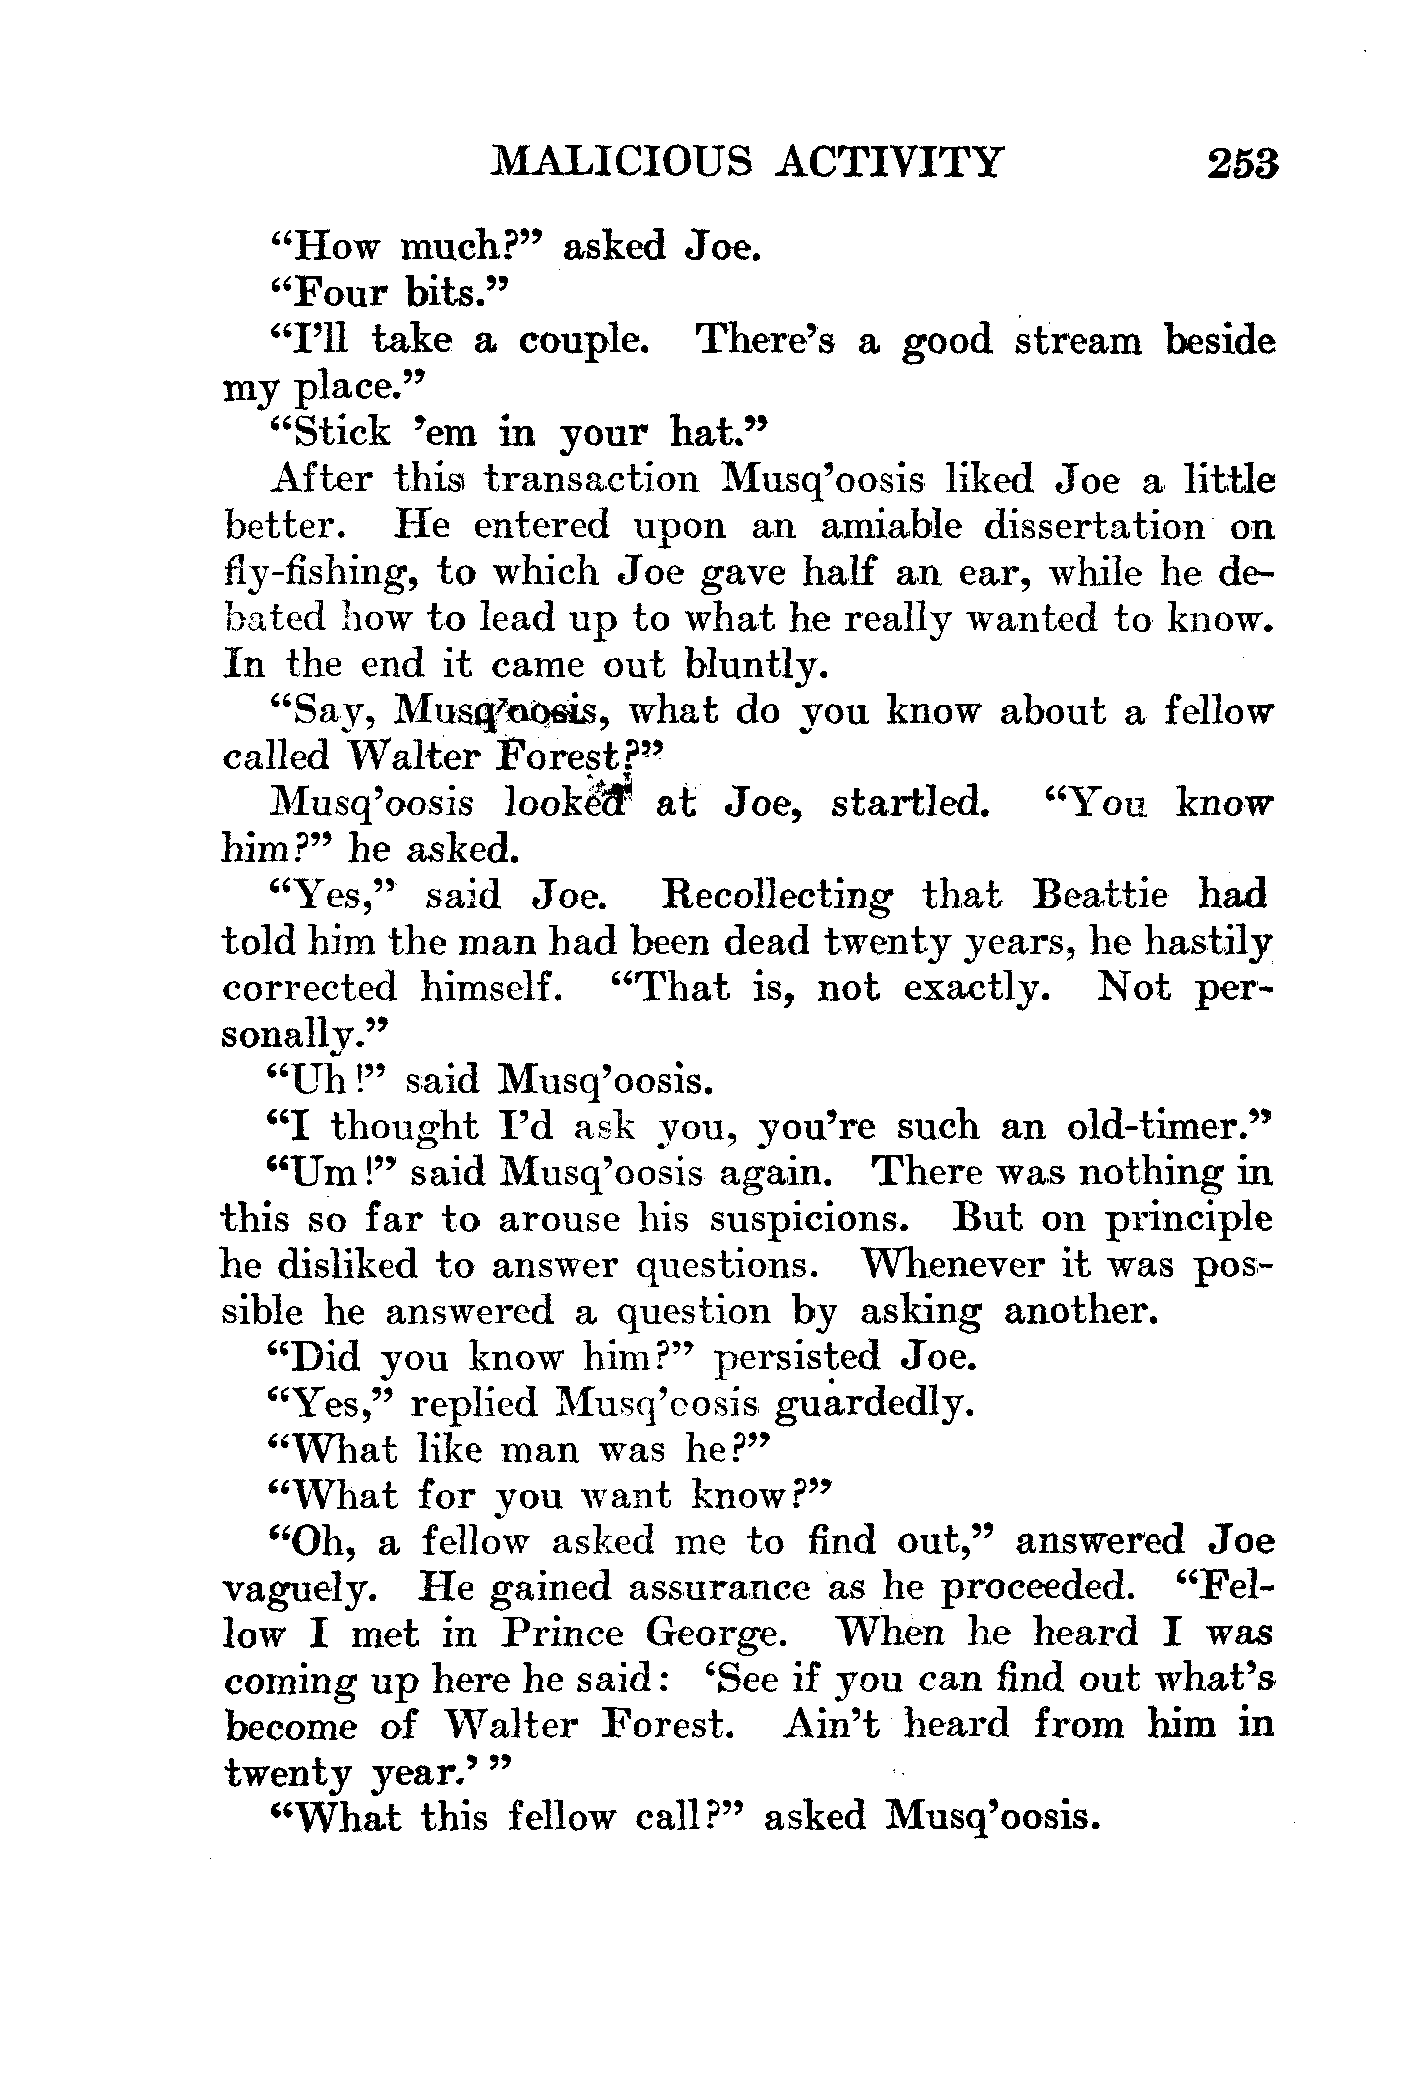 MALICIOUS ACTIVITY 253
“How much?” asked Joe.
“Four bits.”
“I’ll take a couple. There’s a good stream beside
my place.”
“Stick ’em in your hat.”
After this transaction Musq’oosis liked Joe a little
better. He entered upon an amiable dissertation on
fly-fishing, to which Joe gave half an ear, while he de-
bated how to lead up to what he really wanted to know.
In the end it came out bluntly.
“Say, Musq’oosis, what do you know about a fellow
called Walter Forest?”
Musq’oosis looked at Joe, startled. “You know
him?” he asked.
“Yes,” said Joe. Recollecting that Beattie had
told him the man had been dead twenty years, he hastily
corrected himself. “That is, not exactly. Not per-
sonally.”
“Uh!” said Musq’oosis.
“I thought I’d ask you, you’re such an old-timer.”
“Um!” said Musq’oosis again. There was nothing in
this so far to arouse his suspicions. But on principle
he disliked to answer questions. Whenever it was pos-
sible he answered a question by asking another.
“Did you know him?” persisted Joe.
“Yes,” replied Musq’oosis guardedly.
“What like man was he?”
“What for you want know?”
“Oh, a fellow asked me to find out,” answered Joe
vaguely. He gained assurance as he proceeded. “Fel-
low I met in Prince George. When he heard I was
coming up here he said: ‘See if you can find out what’s
become of Walter Forest. Ain’t heard from him in
twenty year.’ ”
“What this fellow call?” asked Musq’oosis.